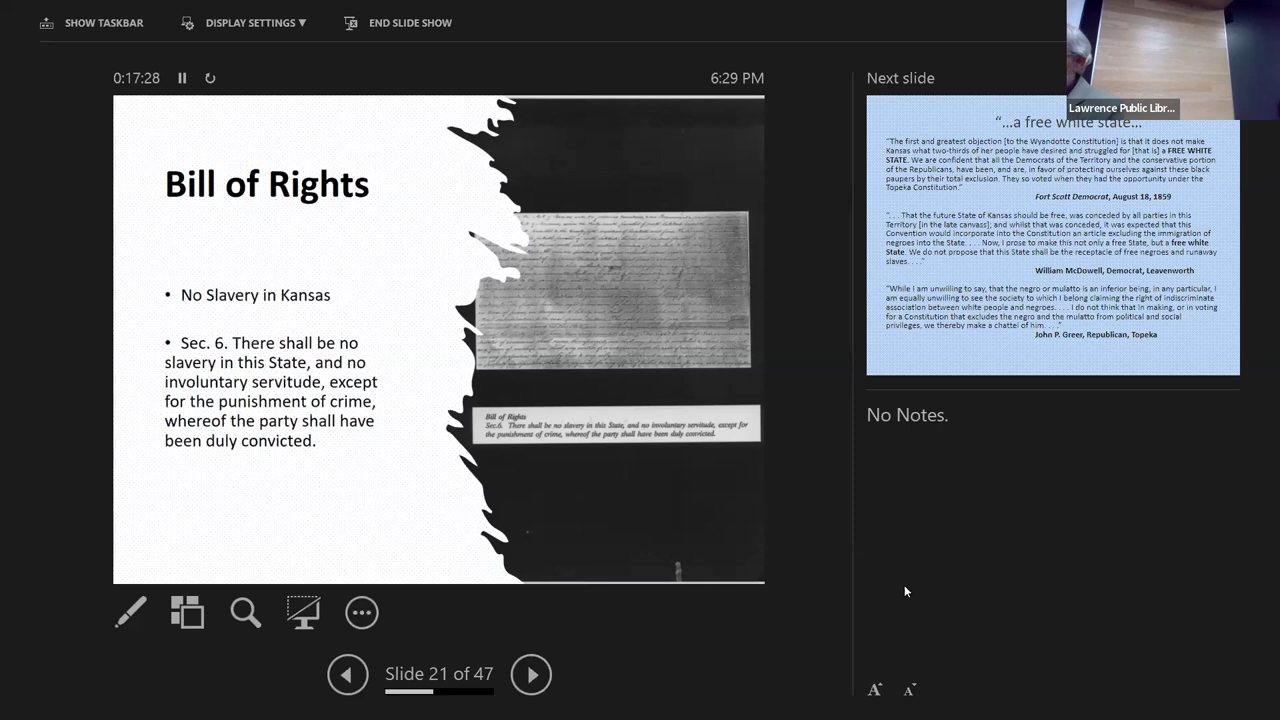 SHOW TASKBAR
DISPLAY SETTINGS ▼
END SLIDE SHOW
0:17:28
6:29 PM
Bill of Rights
• No Slavery in Kansas
• Sec. 6. There shall be no
slavery in this State, and no
involuntary servitude, except
for the punishment of crime,
whereof the party shall have
been duly convicted.
Bill of Rights
Sec.6. There shall be no slavery in this State, and no involuntary servitude, except for
the punishment of crime, whereof the party shall have been duly convicted.
Slide 21 of 47
Next slide
Lawrence Public Libr...
"...a free white state...
"The first and greatest objection [to the Wyandotte Constitution] is that it does not make
Kansas what two-thirds of her people have desired and struggled for [that is] a FREE WHITE
STATE. We are confident that all the Democrats of the Territory and the conservative portion
of the Republicans, have been, and are, in favor of protecting ourselves against these black
paupers by their total exclusion. They so voted when they had the opportunity under the
Topeka Constitution."
Fort Scott Democrat, August 18, 1859
". . . That the future State of Kansas should be free, was conceded by all parties in this
Territory [in the late canvass]; and whilst that was conceded, it was expected that this
Convention would incorporate into the Constitution an article excluding the immigration of
negroes into the State. . . . Now, I prose to make this not only a free State, but a free white
State. We do not propose that this State shall be the receptacle of free negroes and runaway
slaves. . . ."
William McDowell, Democrat, Leavenworth
"While I am unwilling to say, that the negro or mulatto is an inferior being, in any particular, I
am equally unwilling to see the society to which I belong claiming the right of indiscriminate
association between white people and negroes. . . . I do not think that in making, or in voting
for a Constitution that excludes the negro and the mulatto from political and social
privileges, we thereby make a chattel of him. . . ."
John P. Greer, Republican, Topeka
No Notes.
A A